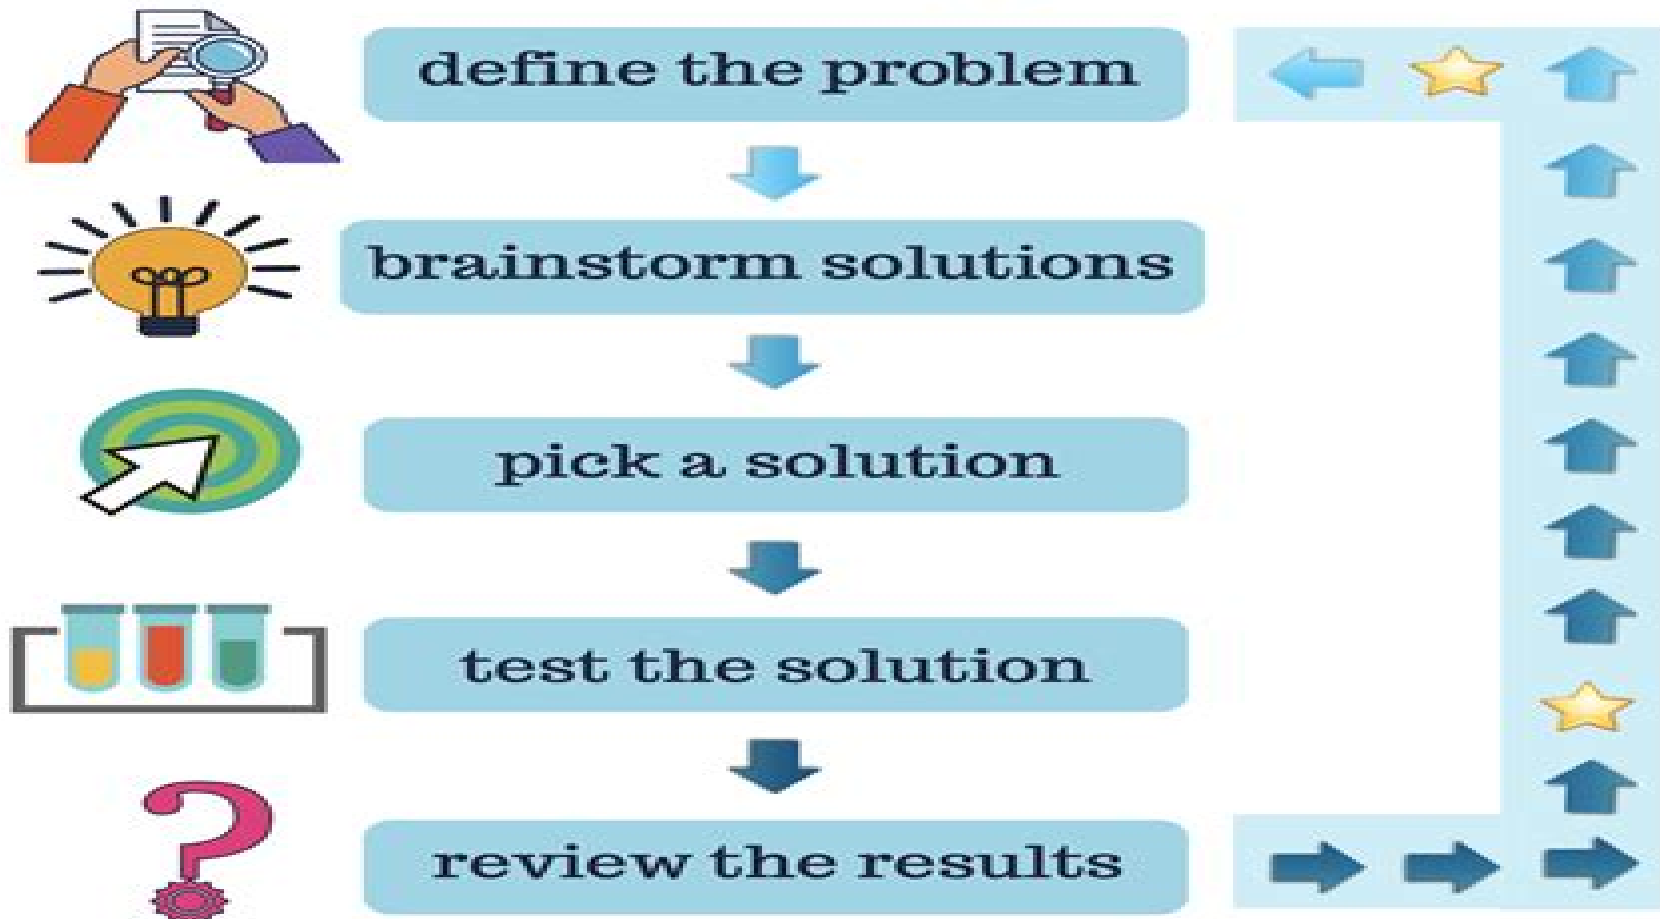 define the problem
brainstorm solutions
pick a solution
test the solution
review the results